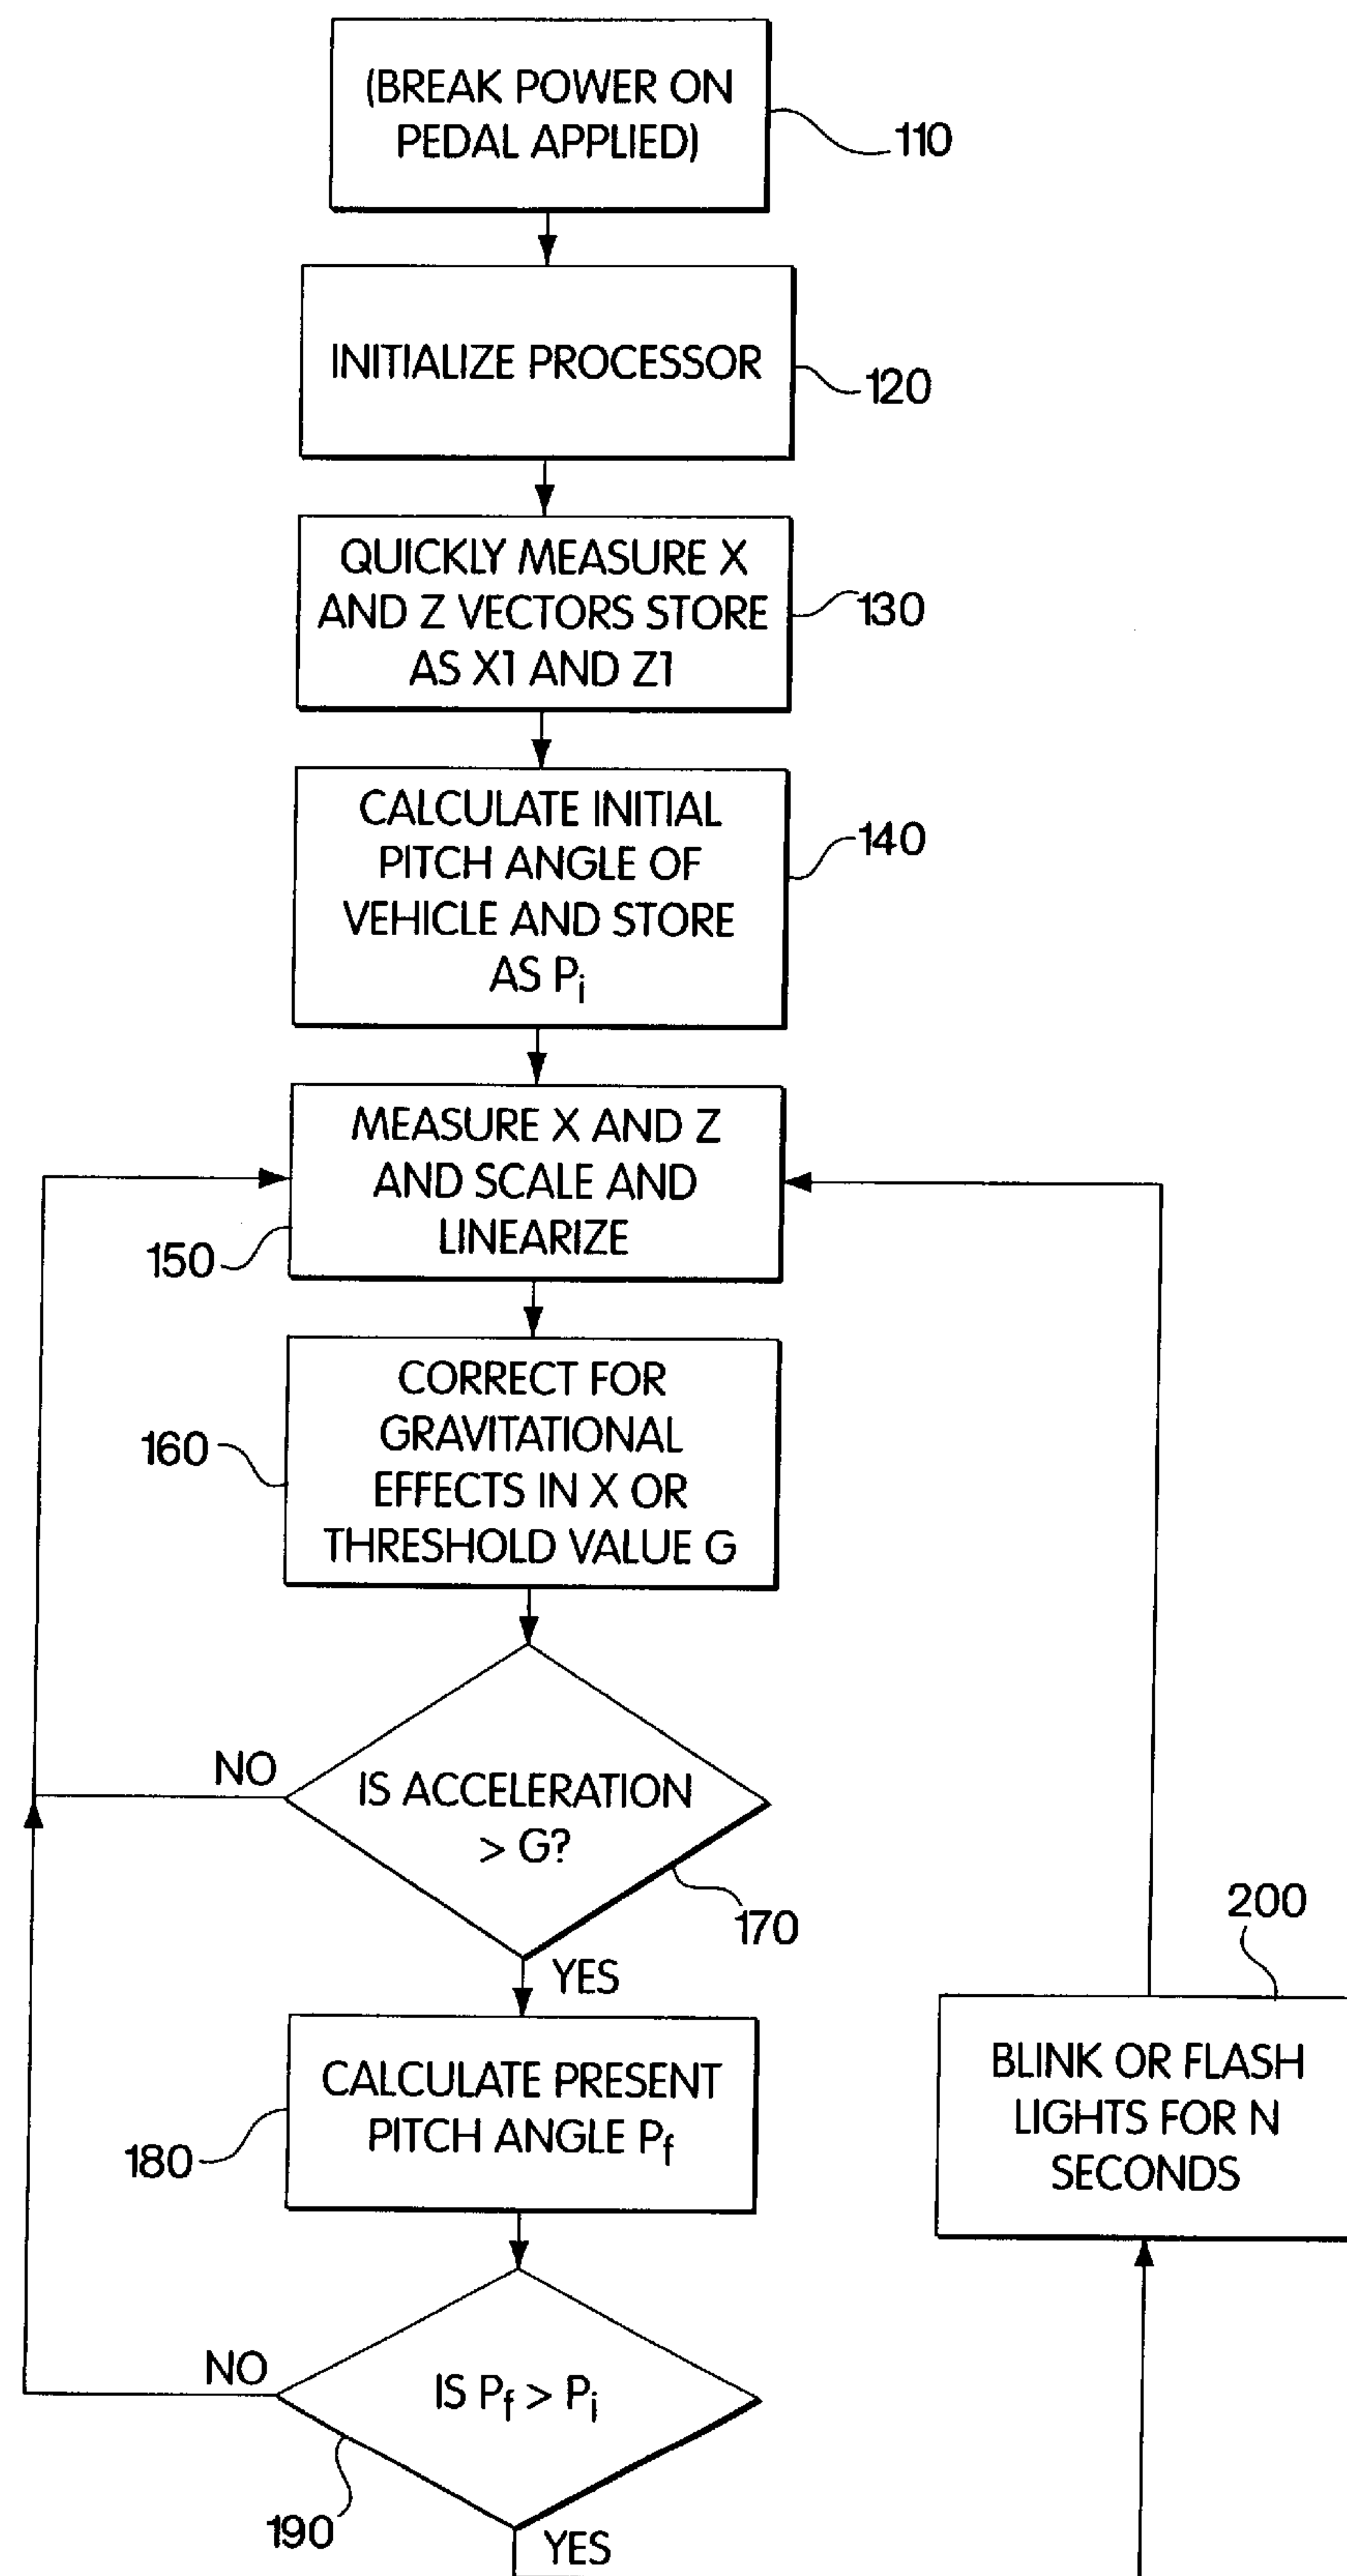 (BREAK POWER ON
PEDAL APPLIED)
110
INITIALIZE PROCESSOR
120
QUICKLY MEASURE X
AND Z VECTORS STORE
AS X1 AND Z1
130
CALCULATE INITIAL
PITCH ANGLE OF
VEHICLE AND STORE
AS Pi
140
MEASURE X AND Z
AND SCALE AND
LINEARIZE
150
CORRECT FOR
GRAVITATIONAL
EFFECTS IN X OR
THRESHOLD VALUE G
160
NO
IS ACCELERATION
> G?
170
YES
CALCULATE PRESENT
PITCH ANGLE Pf
180
NO
IS Pf > Pi
190
YES
200
BLINK OR FLASH
LIGHTS FOR N
SECONDS